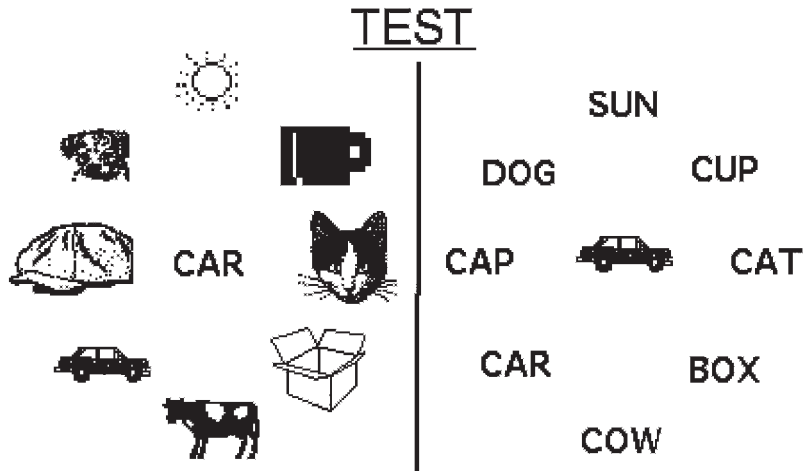 TEST
SUN
DOG CUP
CAR CAP CAT
CAR BOX
COW